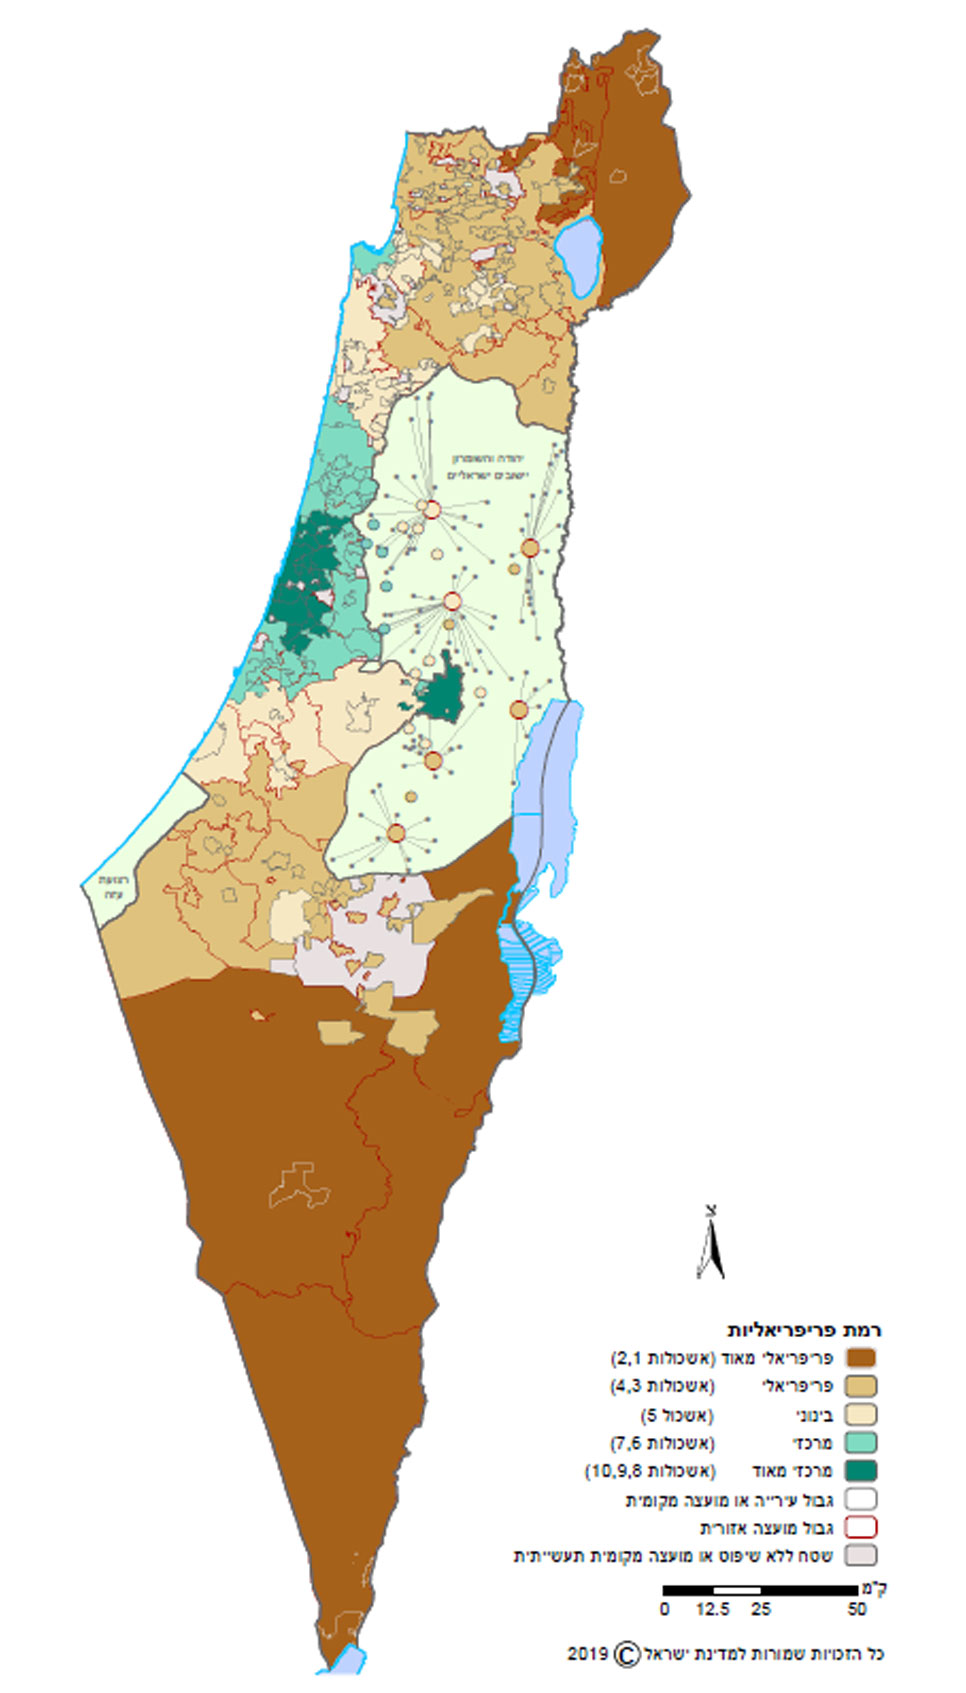 יהודה והשומרון
יישובים ישראליים
רצועת
עזה
צ
רמת פריפריאליות
פריפריאלי מאוד (אשכולות 2,1)
פריפריאלי (אשכולות 4,3)
בינוני (אשכול 5)
מרכזי (אשכולות 7,6)
מרכזי מאוד (אשכולות 10,9,8)
גבול עירייה או מועצה מקומית
גבול מועצה אזורית
שטח ללא שיפוט או מועצה מקומית תעשייתית
ק"מ
0 12.5 25 50
כל הזכויות שמורות למדינת ישראל © 2019